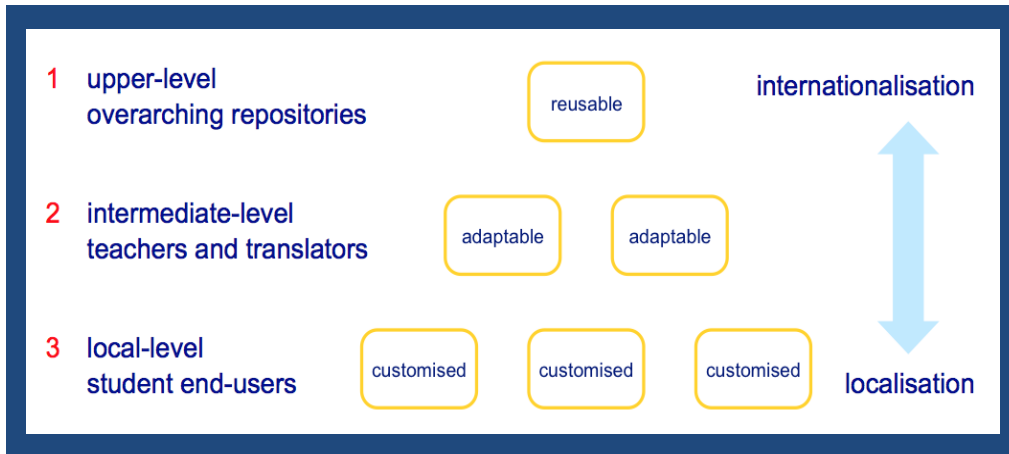 1 upper-level
overarching repositories
reusable
internationalisation
2 intermediate-level
teachers and translators
adaptable adaptable
3 local-level
student end-users
customised customised customised
localisation